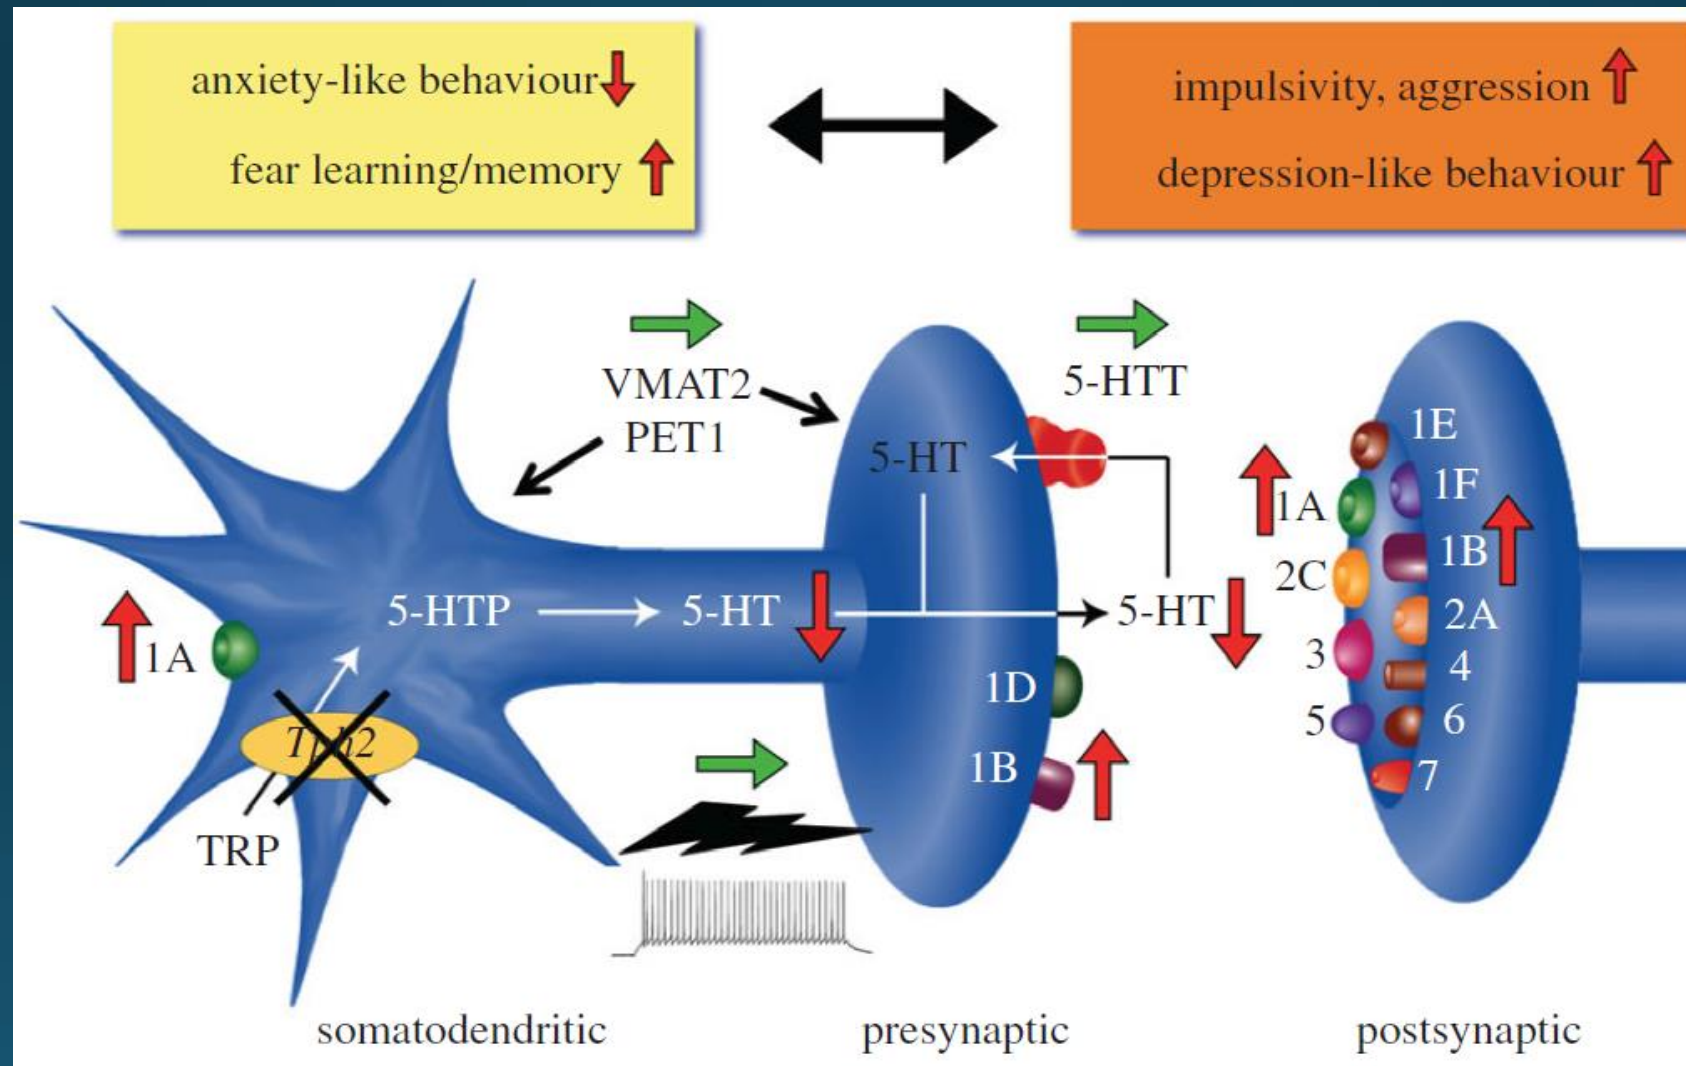 anxiety-like behaviour
fear learning/memory
impulsivity, aggression
depression-like behaviour
VMAT2
PET1
5-HTT
5-HT
1E
1F
1A
1B
2C
2A
3
4
5
6
7
1A
5-HTP
5-HT
5-HT
1D
1B
Tph2
TRP
somatodendritic
presynaptic
postsynaptic